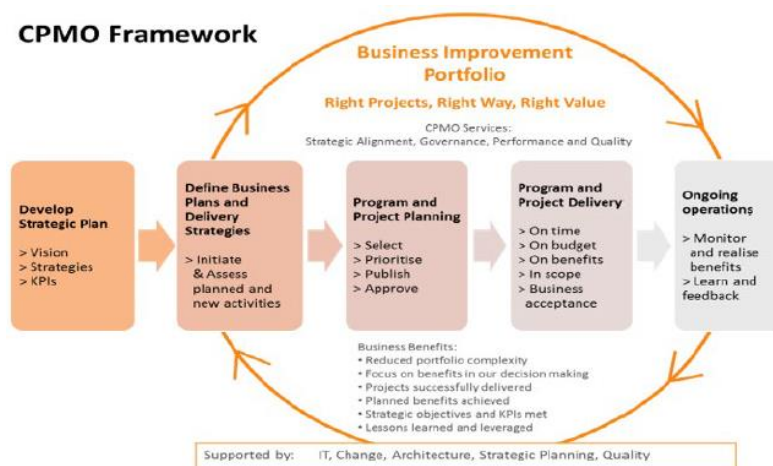 CPMO Framework
Business Improvement
Portfolio
Right Projects, Right Way, Right Value
CPMO Services:
Strategic Alignment, Governance, Performance and Quality
Develop
Strategic Plan
> Vision
> Strategies
> KPIs
Define Business
Plans and
Delivery
Strategies
> Initiate
& Assess
planned and
new activities
Program and
Project Planning
> Select
> Prioritise
> Publish
> Approve
Program and
Project Delivery
> On time
> On budget
> On benefits
> In scope
> Business
acceptance
Ongoing
operations
> Monitor
and realise
benefits
> Learn and
feedback
Business Benefits:
• Reduced portfolio complexity
• Focus on benefits in our decision making
• Projects successfully delivered
• Planned benefits achieved
• Strategic objectives and KPIs met
• Lessons learned and leveraged
Supported by: IT, Change, Architecture, Strategic Planning, Quality